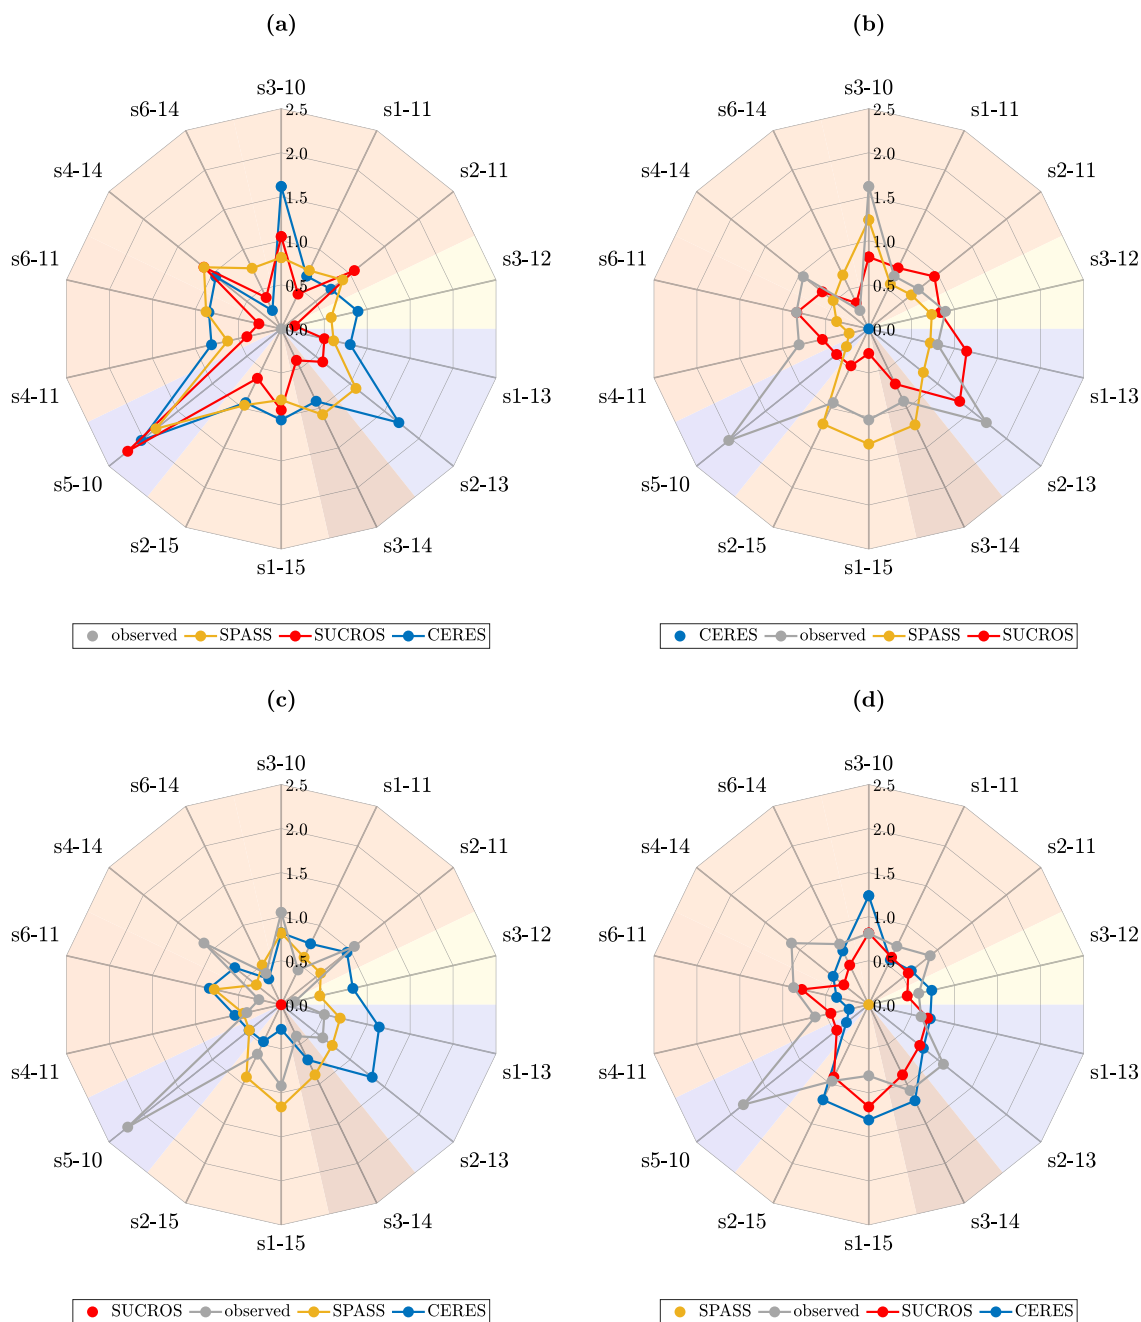 (a)
(b)
s3-10
s6-14
s1-11
s4-14
s2-11
s6-11
s3-12
s4-11
s1-13
s5-10
s2-13
s2-15
s3-14
s1-15
2.5
2.0
1.5
1.0
0.5
0.0
observed SPASS SUCROS CERES
s3-10
s6-14
s1-11
s4-14
s2-11
s6-11
s3-12
s4-11
s1-13
s5-10
s2-13
s2-15
s3-14
s1-15
2.5
2.0
1.5
1.0
0.5
0.0
CERES observed SPASS SUCROS
(c)
(d)
s3-10
s6-14
s1-11
s4-14
s2-11
s6-11
s3-12
s4-11
s1-13
s5-10
s2-13
s2-15
s3-14
s1-15
2.5
2.0
1.5
1.0
0.5
0.0
SUCROS observed SPASS CERES
s3-10
s6-14
s1-11
s4-14
s2-11
s6-11
s3-12
s4-11
s1-13
s5-10
s2-13
s2-15
s3-14
s1-15
2.5
2.0
1.5
1.0
0.5
0.0
SPASS observed SUCROS CERES